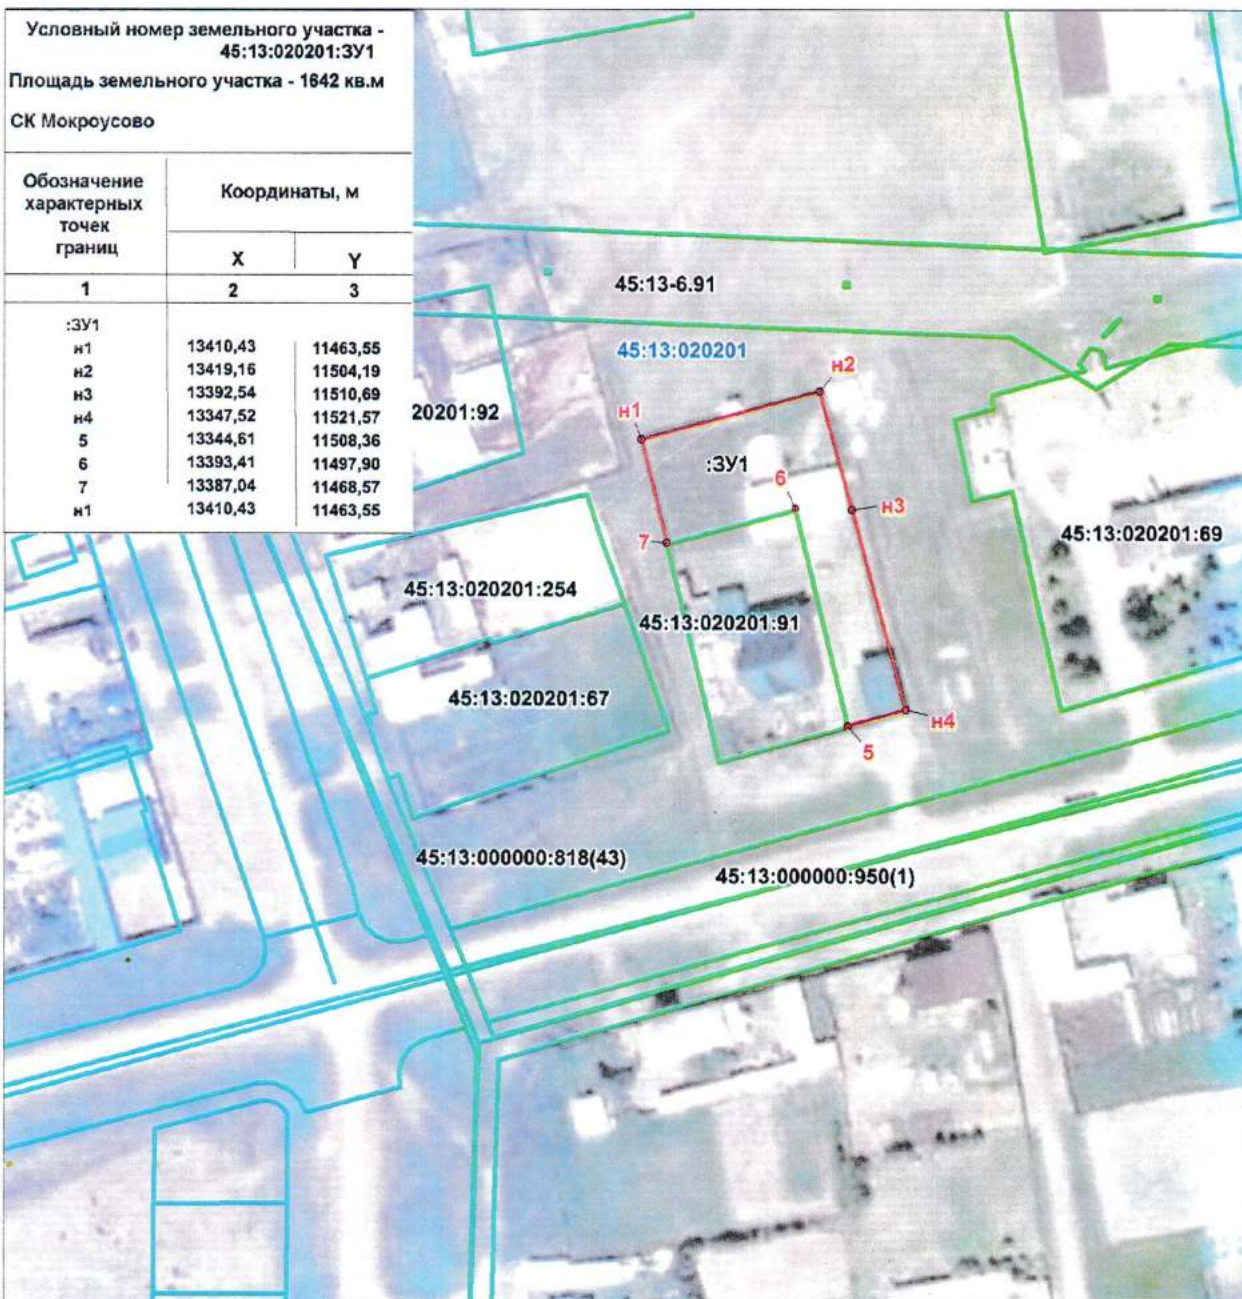 Условный номер земельного участка -
45:13:020201:ЗУ1
Площадь земельного участка - 1642 кв.м
СК Мокроусово
Обозначение
характерных
точек
границ
Координаты, м
X Y
1 2 3
:ЗУ1
н1 13410,43 11463,55
н2 13419,16 11504,19
н3 13392,54 11510,69
н4 13347,52 11521,57
5 13344,61 11508,36
6 13393,41 11497,90
7 13387,04 11468,57
н1 13410,43 11463,55
45:13-6.91
45:13:020201
н2
20201:92
н1
:ЗУ1
6
н3
7
45:13:020201:69
45:13:020201:254
45:13:020201:91
45:13:020201:67
н4
5
45:13:000000:818(43)
45:13:000000:950(1)